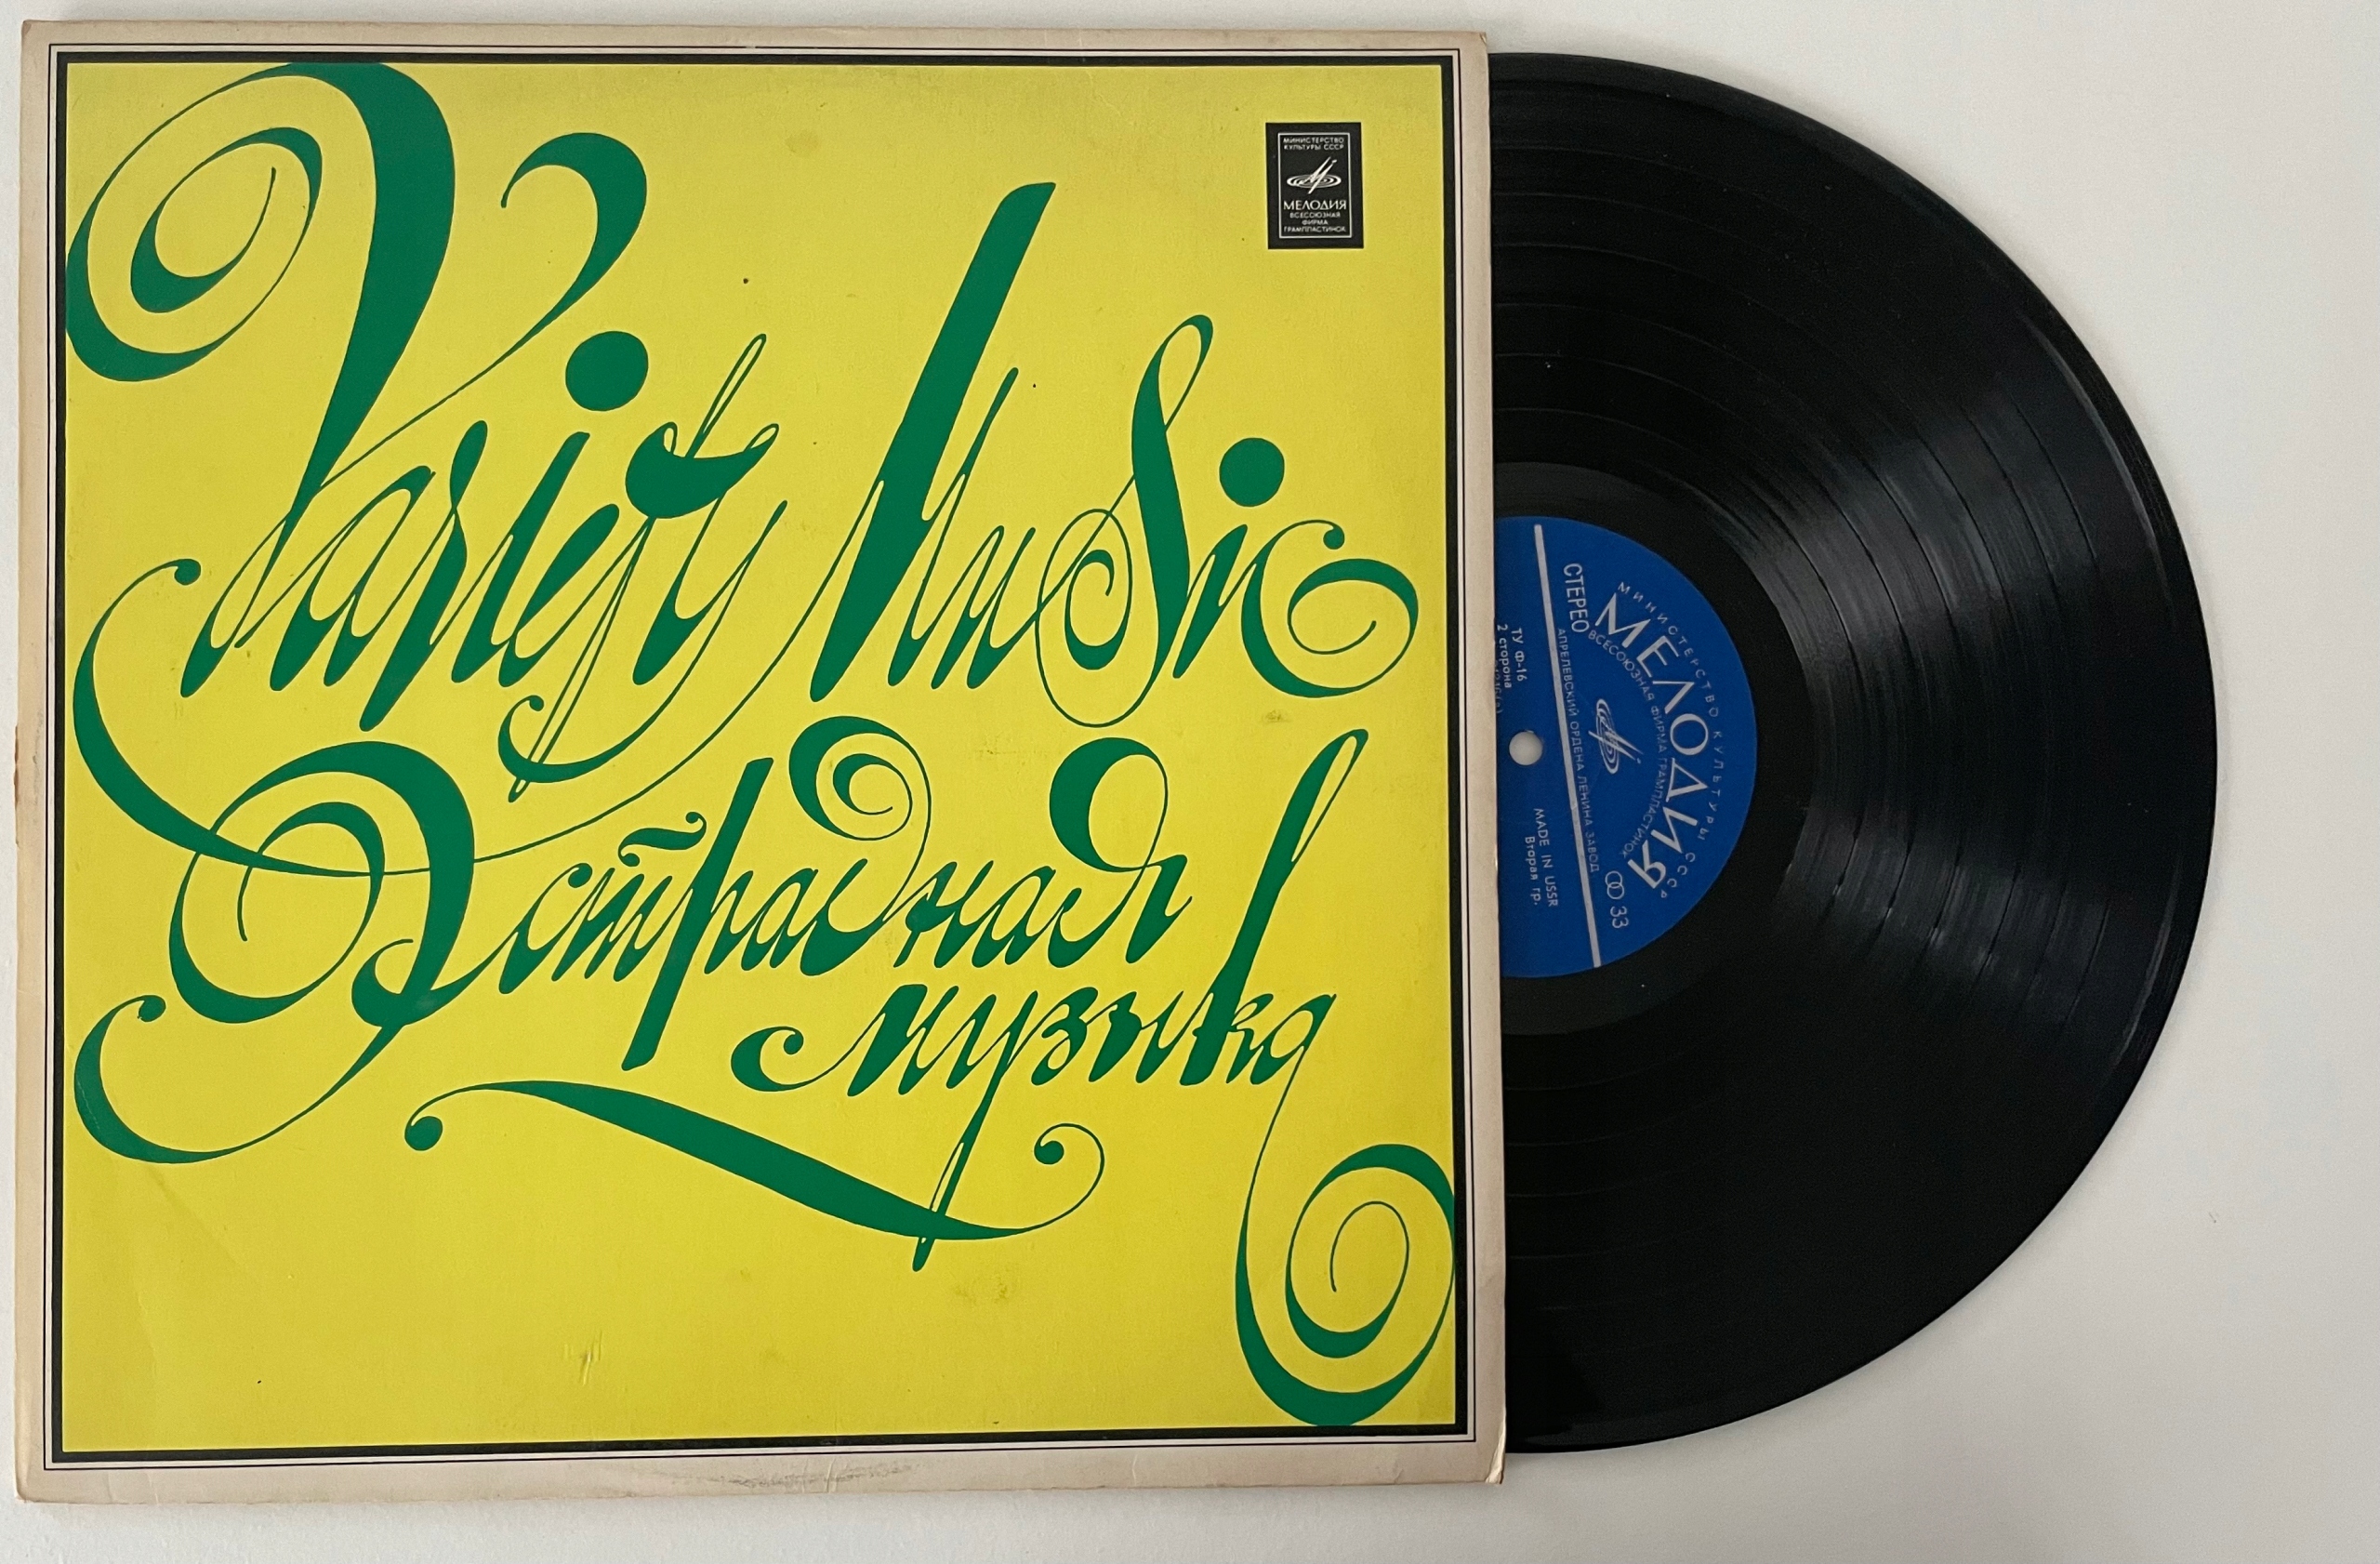 Variety Music
Эстрадная
музыка
МИНИСТЕРСТВО
КУЛЬТУРЫ СССР
МЕЛОДИЯ
ВСЕСОЮЗНАЯ
ФИРМА
ГРАМПЛАСТИНОК
МИНИСТЕРСТВО КУЛЬТУРЫ СССР
МЕЛОДИЯ
ВСЕСОЮЗНАЯ ФИРМА ГРАМПЛАСТИНОК
СТЕРЕО
33
АПРЕЛЕВСКИЙ ОРДЕНА ЛЕНИНА ЗАВОД
MADE IN USSR
ТУ Ф-16
Вторая гр.
2 сторона